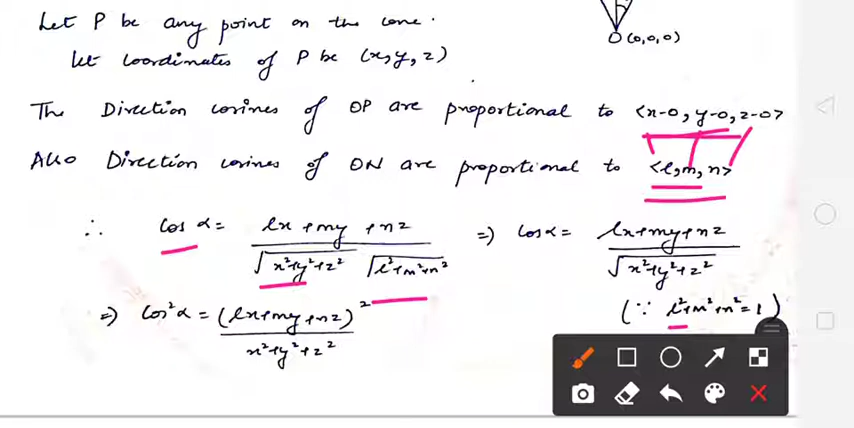 Let P be any point on the cone.
O (0,0,0)
let coordinates of P be (x,y,z)
The Direction cosines of OP are proportional to <x-0, y-0, z-0>
Also Direction cosines of ON are proportional to <l,m,n>
∴ cos α = (lx+my+nz) / (√(x²+y²+z²) √(l²+m²+n²)) => cos α = (lx+my+nz) / √(x²+y²+z²)
(∵ l²+m²+n²=1)
=> cos²α = (lx+my+nz)² / (x²+y²+z²)